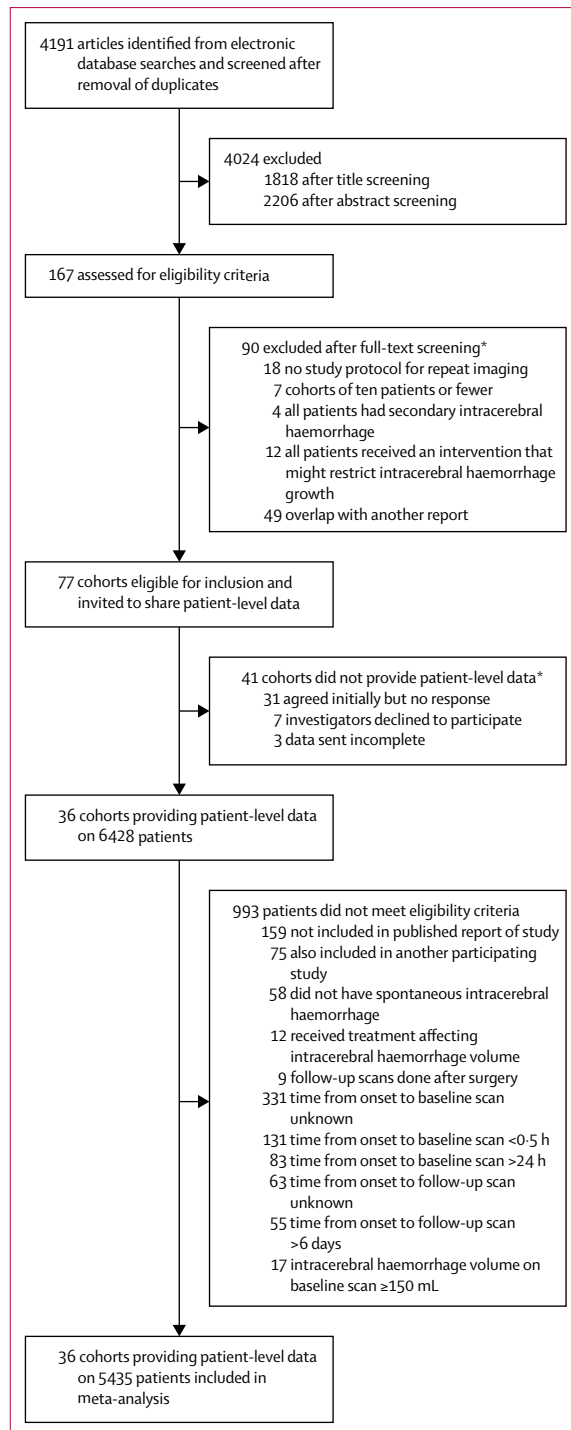 4191 articles identified from electronic
database searches and screened after
removal of duplicates
4024 excluded
1818 after title screening
2206 after abstract screening
167 assessed for eligibility criteria
90 excluded after full-text screening*
18 no study protocol for repeat imaging
7 cohorts of ten patients or fewer
4 all patients had secondary intracerebral
haemorrhage
12 all patients received an intervention that
might restrict intracerebral haemorrhage
growth
49 overlap with another report
77 cohorts eligible for inclusion and
invited to share patient-level data
41 cohorts did not provide patient-level data*
31 agreed initially but no response
7 investigators declined to participate
3 data sent incomplete
36 cohorts providing patient-level data
on 6428 patients
993 patients did not meet eligibility criteria
159 not included in published report of study
75 also included in another participating
study
58 did not have spontaneous intracerebral
haemorrhage
12 received treatment affecting
intracerebral haemorrhage volume
9 follow-up scans done after surgery
331 time from onset to baseline scan
unknown
131 time from onset to baseline scan <0·5 h
83 time from onset to baseline scan >24 h
63 time from onset to follow-up scan
unknown
55 time from onset to follow-up scan
>6 days
17 intracerebral haemorrhage volume on
baseline scan ≥150 mL
36 cohorts providing patient-level data
on 5435 patients included in
meta-analysis